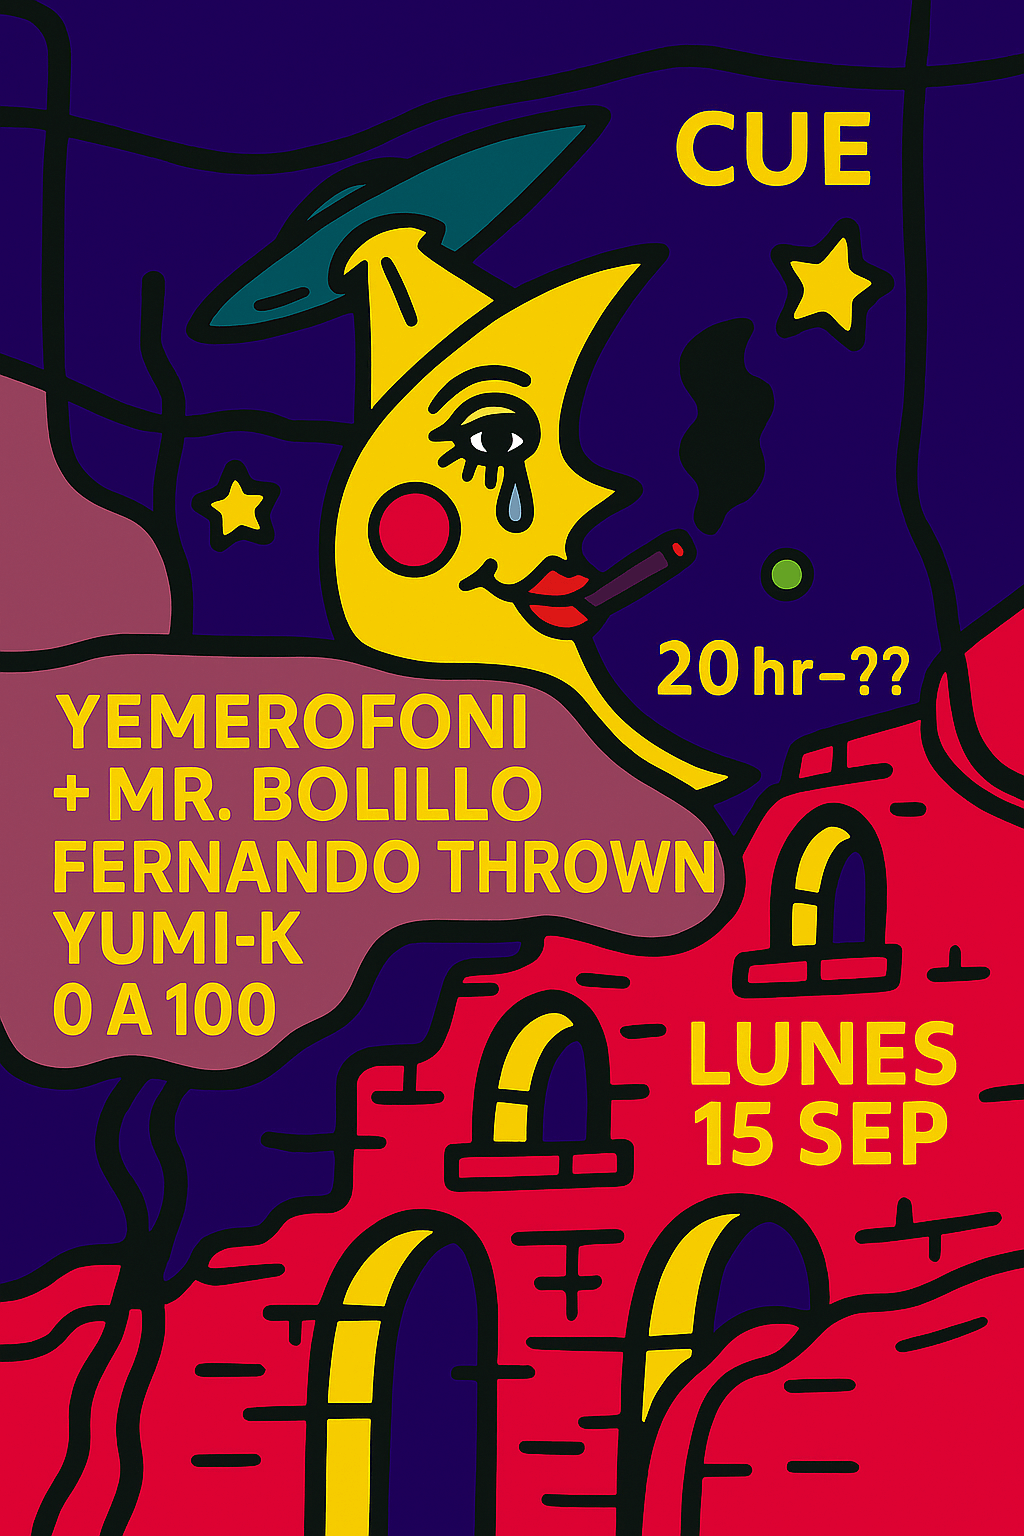 CUE
20 hr-??
YEMEROFONI
+ MR. BOLILLO
FERNANDO THROWN
YUMI-K
0 A 100
LUNES
15 SEP